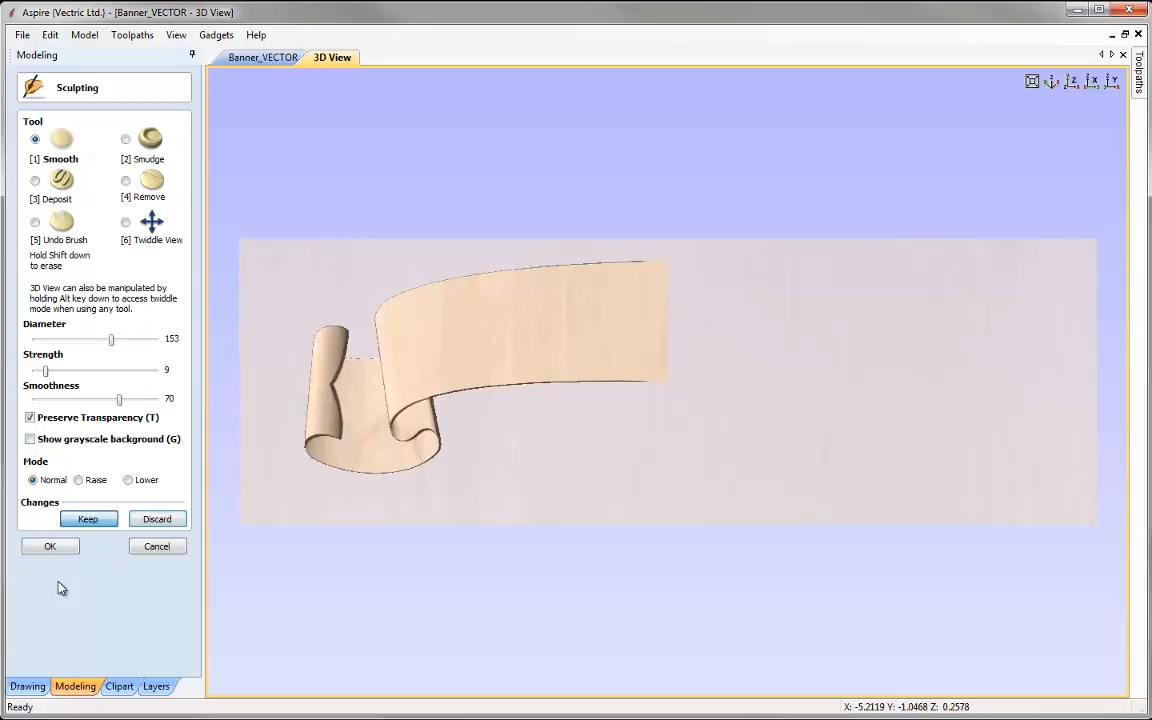 Aspire {Vectric Ltd.} - [Banner_VECTOR - 3D View]
File Edit Model Toolpaths View Gadgets Help
Modeling
Banner_VECTOR 3D View
Toolpaths
Sculpting
Tool
[1] Smooth [2] Smudge
[3] Deposit [4] Remove
[5] Undo Brush [6] Twiddle View
Hold Shift down
to erase
3D View can also be manipulated by
holding Alt key down to access twiddle
mode when using any tool.
Diameter
153
Strength
9
Smoothness
70
Preserve Transparency (T)
Show grayscale background (G)
Mode
Normal Raise Lower
Changes
Keep Discard
OK Cancel
Drawing Modeling Clipart Layers
Ready X: -5.2119 Y: -1.0468 Z: 0.2578